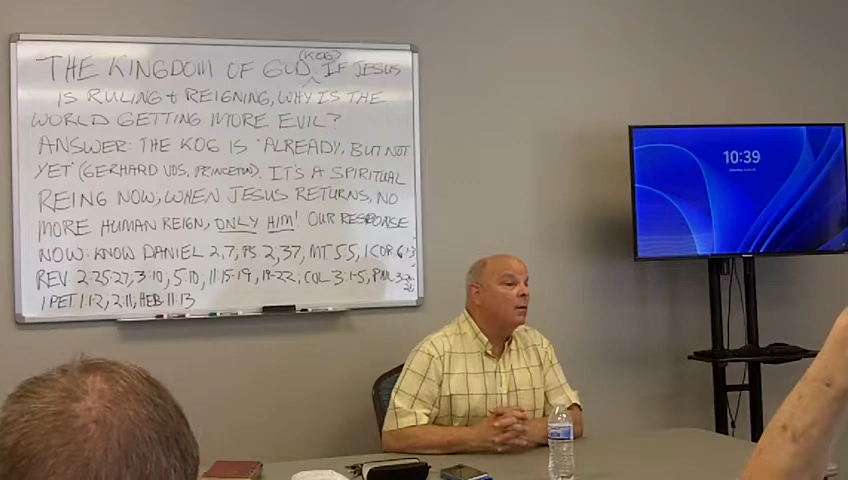 (KOG)
THE KINGDOM OF GOD, IF JESUS
IS RULING + REIGNING, WHY IS THE
WORLD GETTING MORE EVIL?
ANSWER: THE KOG IS "ALREADY, BUT NOT
YET" (GERHARD VOS, PRINCETON). IT'S A SPIRITUAL
REING NOW, WHEN JESUS RETURNS, NO
MORE HUMAN REIGN, ONLY HIM! OUR RESPONSE
NOW: KNOW DANIEL 2,7, PS 2,37, MT 5:5, 1 COR 6:1-3
REV 2:25-27, 3:10, 5:10; 11:15-19, 19-22; COL 3:1-5, PHIL 3:20-21
1 PET 1:1-2; 2:11, HEB 11:13
10:39